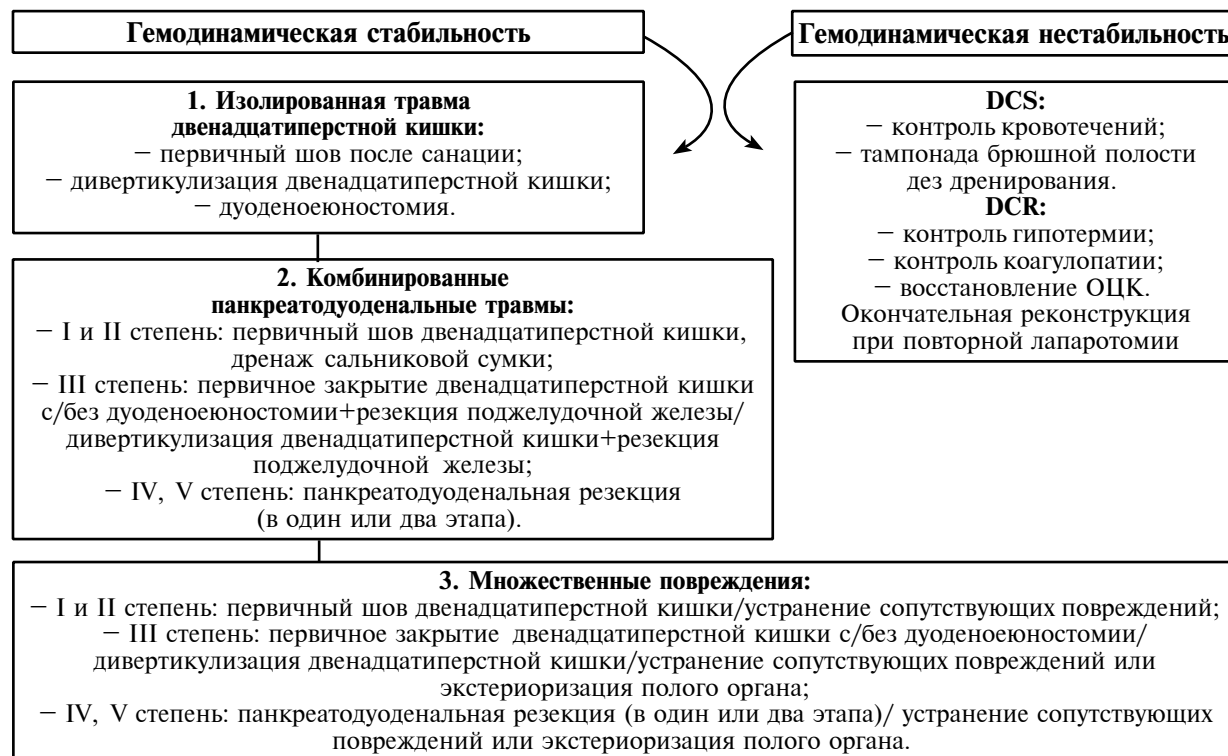 Гемодинамическая стабильность
Гемодинамическая нестабильность
1. Изолированная травма
двенадцатиперстной кишки:
— первичный шов после санации;
— дивертикулизация двенадцатиперстной кишки;
— дуоденоеюностомия.
DCS:
— контроль кровотечений;
— тампонада брюшной полости
дез дренирования.
DCR:
— контроль гипотермии;
— контроль коагулопатии;
— восстановление ОЦК.
Окончательная реконструкция
при повторной лапаротомии
2. Комбинированные
панкреатодуоденальные травмы:
— I и II степень: первичный шов двенадцатиперстной кишки,
дренаж сальниковой сумки;
— III степень: первичное закрытие двенадцатиперстной кишки
с/без дуоденоеюностомии+резекция поджелудочной железы/
дивертикулизация двенадцатиперстной кишки+резекция
поджелудочной железы;
— IV, V степень: панкреатодуоденальная резекция
(в один или два этапа).
3. Множественные повреждения:
— I и II степень: первичный шов двенадцатиперстной кишки/устранение сопутствующих повреждений;
— III степень: первичное закрытие двенадцатиперстной кишки с/без дуоденоеюностомии/
дивертикулизация двенадцатиперстной кишки/устранение сопутствующих повреждений или
экстериоризация полого органа;
— IV, V степень: панкреатодуоденальная резекция (в один или два этапа)/ устранение сопутствующих
повреждений или экстериоризация полого органа.